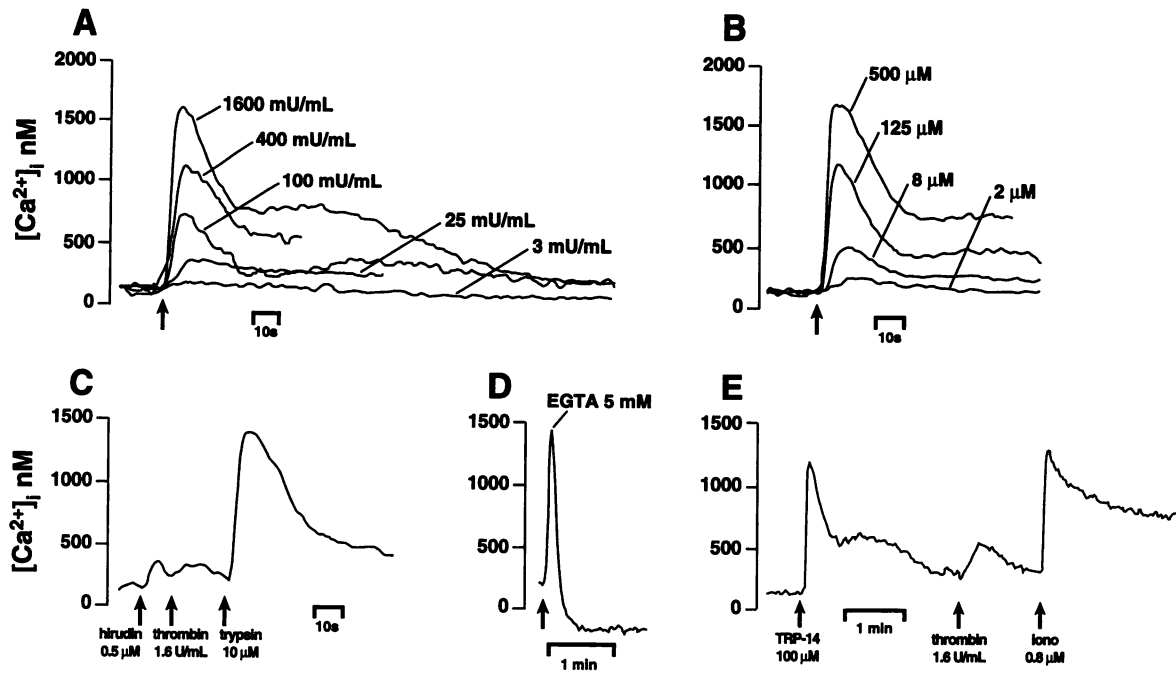 A
[Ca²⁺]ᵢ nM
2000
1500
1000
500
0
1600 mU/mL
400 mU/mL
100 mU/mL
25 mU/mL
3 mU/mL
10s
B
2000
1500
1000
500
0
500 µM
125 µM
8 µM
2 µM
10s
C
[Ca²⁺]ᵢ nM
1500
1000
500
0
hirudin thrombin trypsin
0.5 µM 1.6 U/mL 10 µM
10s
D
EGTA 5 mM
1500
1000
500
0
1 min
E
1500
1000
500
0
1 min
TRP-14 thrombin iono
100 µM 1.6 U/mL 0.8 µM